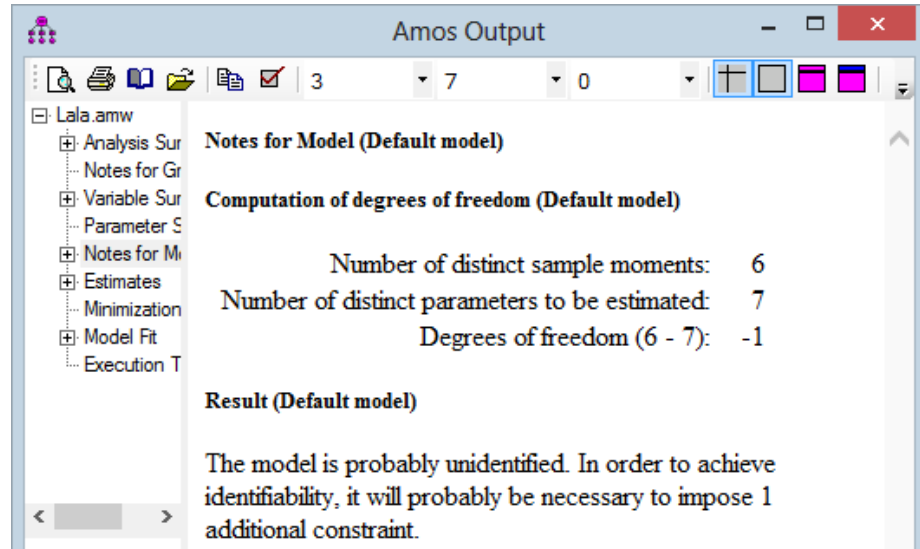 Amos Output
3 7 0
Lala.amw
Analysis Sur
Notes for Gr
Variable Sur
Parameter S
Notes for Mo
Estimates
Minimization
Model Fit
Execution T
Notes for Model (Default model)
Computation of degrees of freedom (Default model)
Number of distinct sample moments: 6
Number of distinct parameters to be estimated: 7
Degrees of freedom (6 - 7): -1
Result (Default model)
The model is probably unidentified. In order to achieve
identifiability, it will probably be necessary to impose 1
additional constraint.